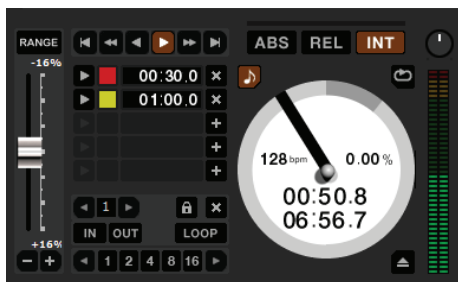 RANGE
ABS REL INT
-16%
00:30.0
01:00.0
128 bpm 0.00 %
00:50.8
06:56.7
1
IN OUT LOOP
+16%
1 2 4 8 16